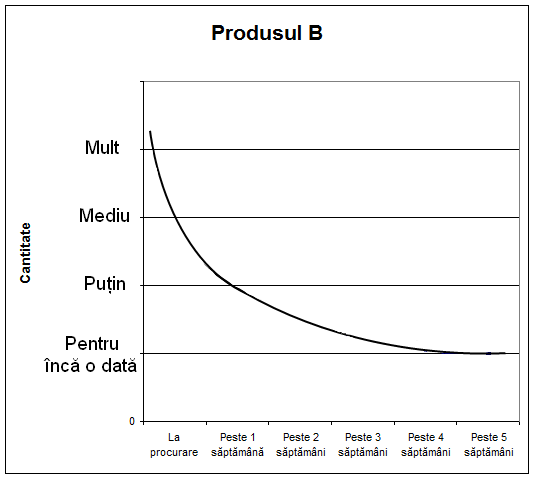 Produsul B
Mult
Mediu
Puțin
Pentru
încă o dată
0
Cantitate
La
procurare
Peste 1
săptămână
Peste 2
săptămâni
Peste 3
săptămâni
Peste 4
săptămâni
Peste 5
săptămâni